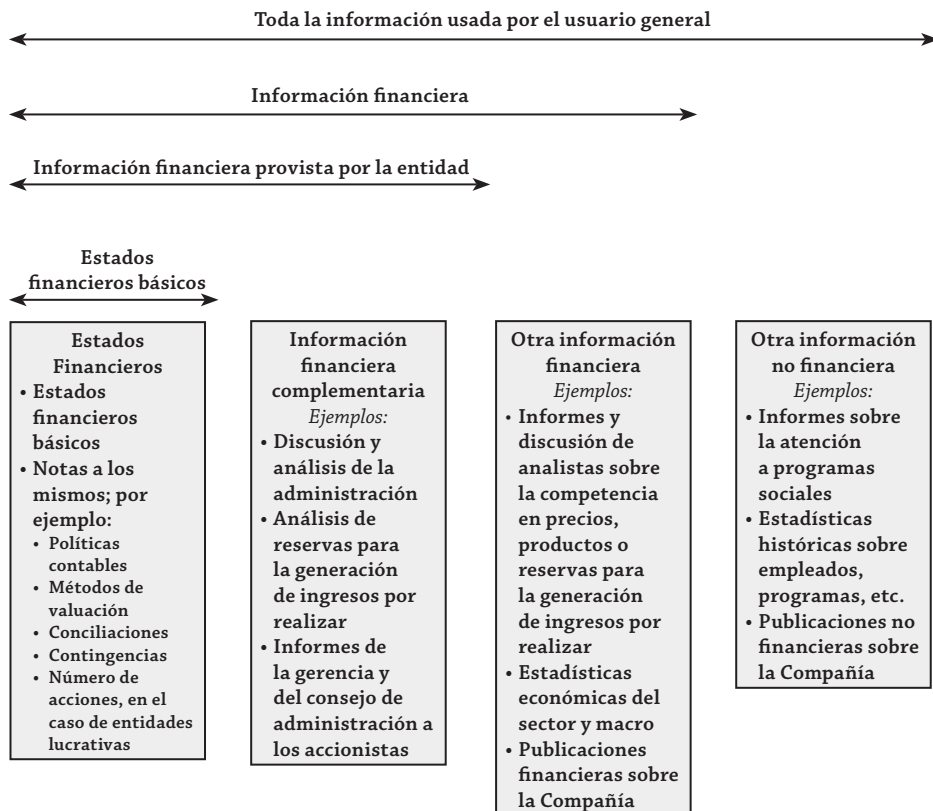 Toda la información usada por el usuario general
Información financiera
Información financiera provista por la entidad
Estados
financieros básicos
Estados
Financieros
• Estados
financieros
básicos
• Notas a los
mismos; por
ejemplo:
• Políticas
contables
• Métodos de
valuación
• Conciliaciones
• Contingencias
• Número de
acciones, en el
caso de entidades
lucrativas
Información
financiera
complementaria
Ejemplos:
• Discusión y
análisis de la
administración
• Análisis de
reservas para
la generación
de ingresos por
realizar
• Informes de
la gerencia y
del consejo de
administración a
los accionistas
Otra información
financiera
Ejemplos:
• Informes y
discusión de
analistas sobre
la competencia
en precios,
productos o
reservas para
la generación
de ingresos por
realizar
• Estadísticas
económicas del
sector y macro
• Publicaciones
financieras sobre
la Compañía
Otra información
no financiera
Ejemplos:
• Informes sobre
la atención
a programas
sociales
• Estadísticas
históricas sobre
empleados,
programas, etc.
• Publicaciones no
financieras sobre
la Compañía